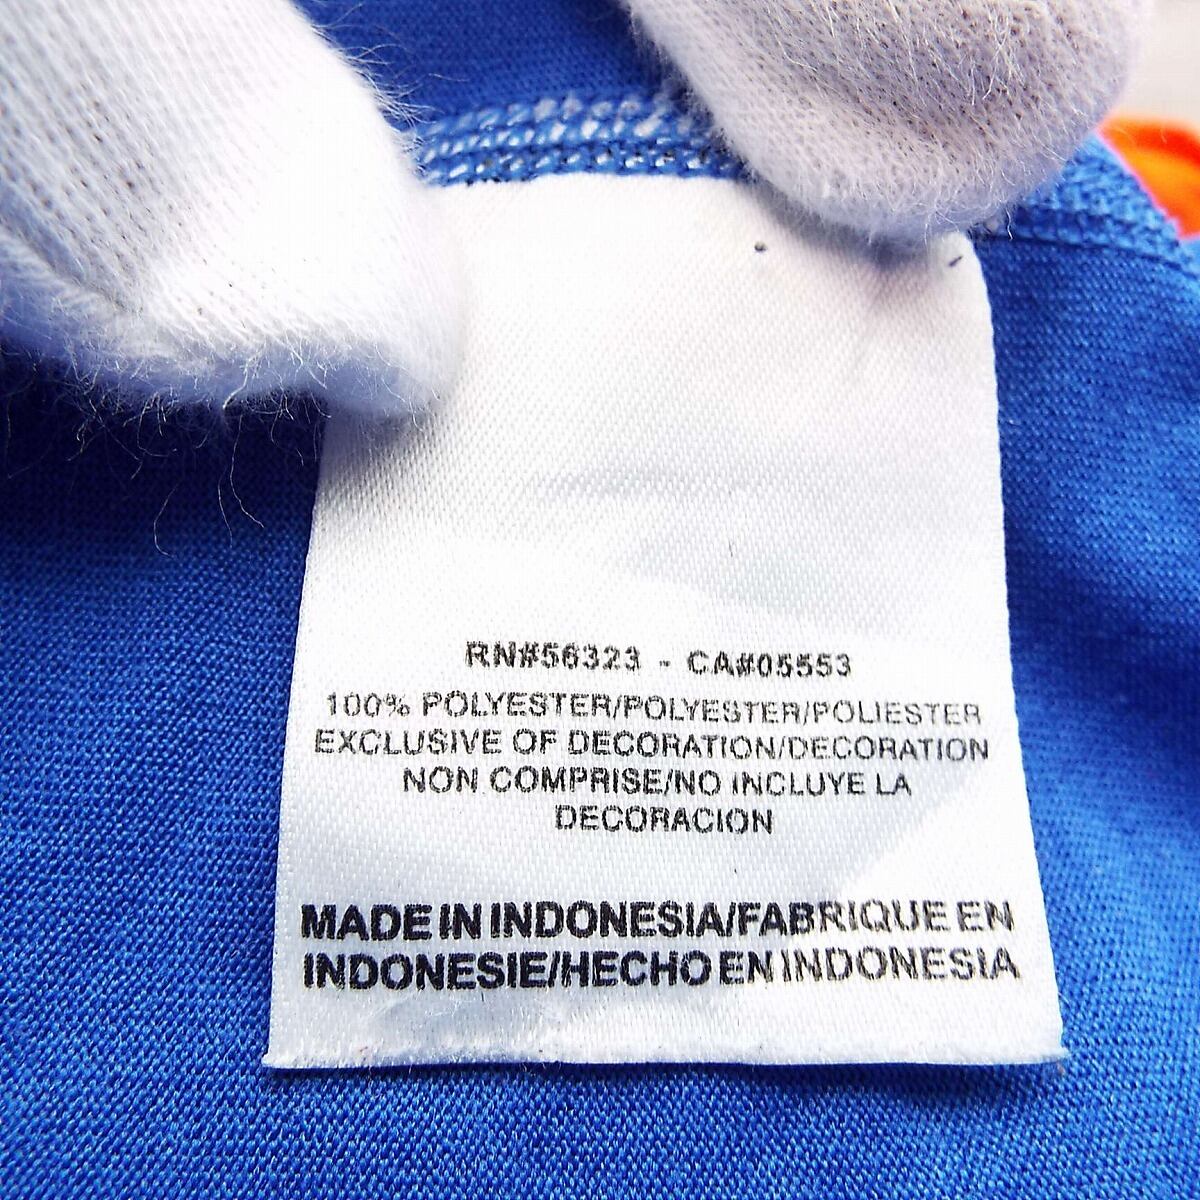 RN#56323 - CA#05553
100% POLYESTER/POLYESTER/POLIESTER
EXCLUSIVE OF DECORATION/DECORATION
NON COMPRISE/NO INCLUYE LA
DECORACION
MADE IN INDONESIA/FABRIQUE EN
INDONESIE/HECHO EN INDONESIA